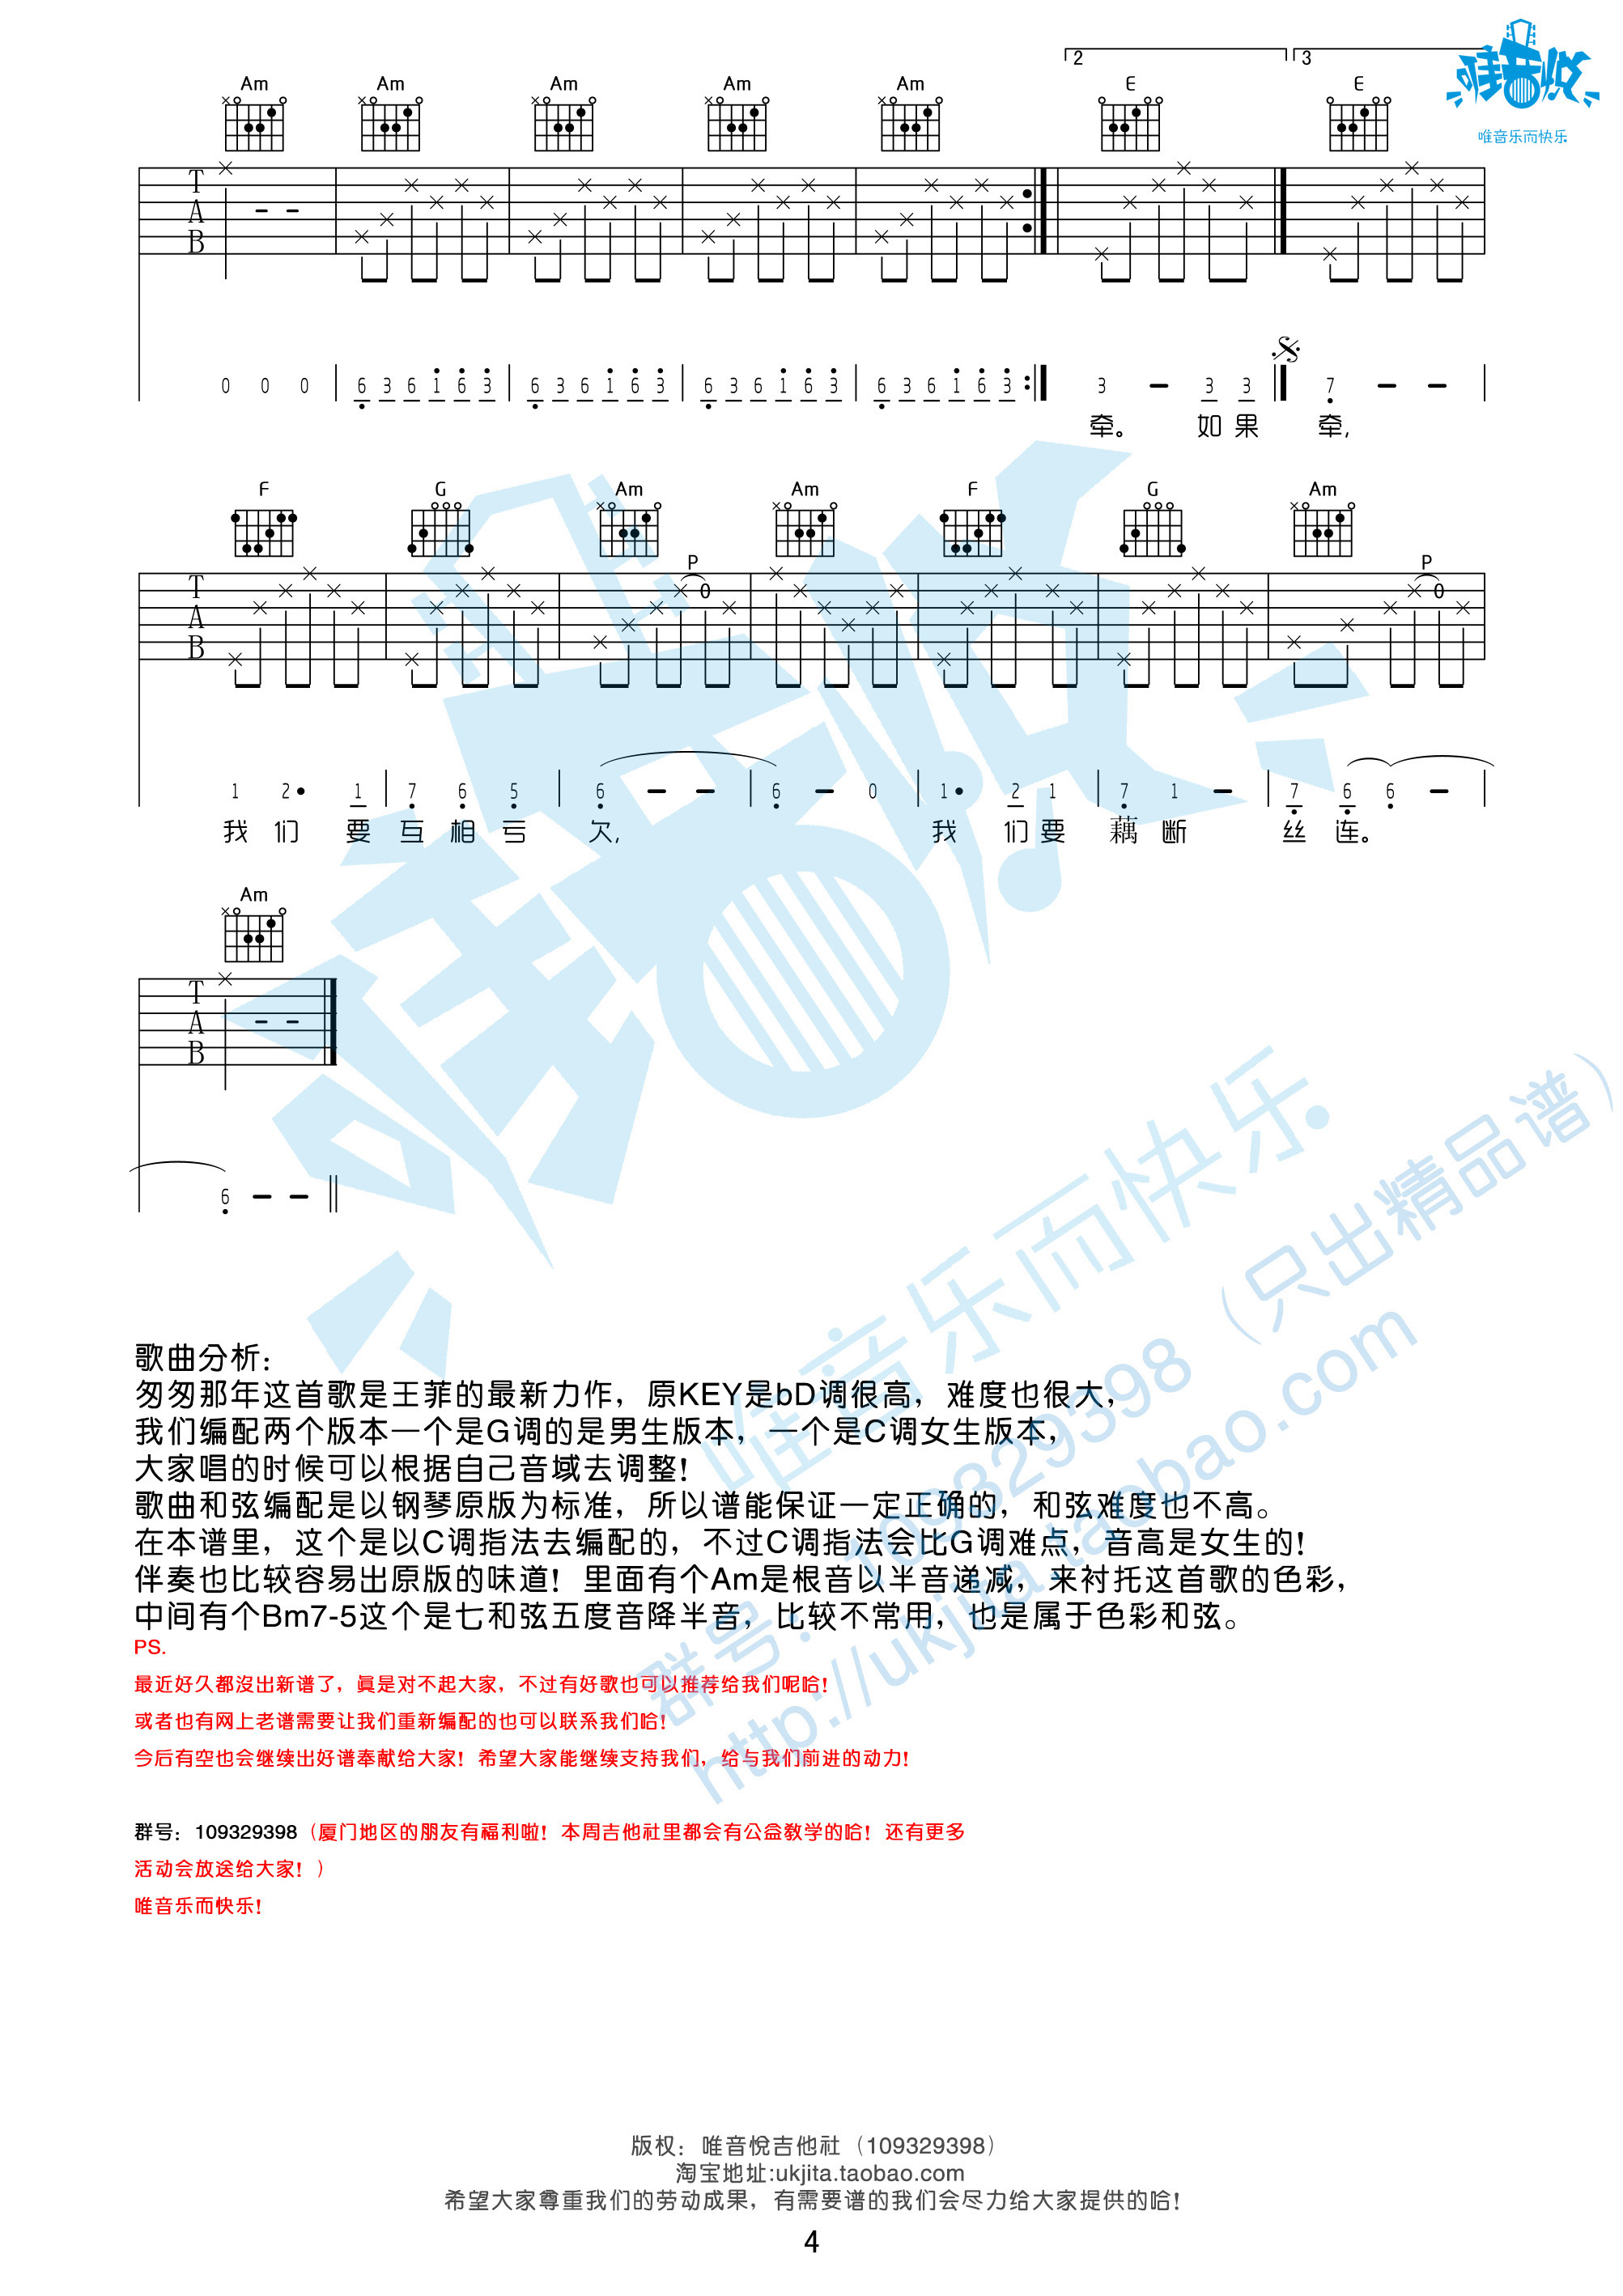 2 3
唯音乐而快乐
Am Am Am Am Am E E
T
A
B
0 0 0 6 3 6 1 6 3 6 3 6 1 6 3 6 3 6 1 6 3 6 3 6 1 6 3 3 - 3 3 7 - -
牵。 如果 牵,
F G Am Am F G Am
P P
T 0 0
A
B
1 2· 1 7 6 5 6 - - 6 - 0 1· 2 1 7 1 - 7 6 6 -
我们 要 互 相 亏 欠, 我 们要 藕 断 丝 连。
Am
T
A
B
6 - -
歌曲分析:
匆匆那年这首歌是王菲的最新力作，原KEY是bD调很高，难度也很大，
我们编配两个版本一个是G调的是男生版本，一个是C调女生版本，
大家唱的时候可以根据自己音域去调整!
歌曲和弦编配是以钢琴原版为标准，所以谱能保证一定正确的，和弦难度也不高。
在本谱里，这个是以C调指法去编配的，不过C调指法会比G调难点，音高是女生的!
伴奏也比较容易出原版的味道! 里面有个Am是根音以半音递减，来衬托这首歌的色彩，
中间有个Bm7-5这个是七和弦五度音降半音，比较不常用，也是属于色彩和弦。
PS.
最近好久都沒出新谱了，眞是对不起大家，不过有好歌也可以推荐给我们呢哈!
或者也有网上老谱需要让我们重新编配的也可以联系我们哈!
今后有空也会继续出好谱奉献给大家! 希望大家能继续支持我们，给与我们前进的动力!
群号: 109329398（厦门地区的朋友有福利啦! 本周吉他社里都会有公益教学的哈! 还有更多
活动会放送给大家! ）
唯音乐而快乐!
唯音乐而快乐
群号: 109329398（只出精品谱）
http://ukjita.taobao.com
版权: 唯音悅吉他社（109329398）
淘宝地址:ukjita.taobao.com
希望大家尊重我们的劳动成果，有需要谱的我们会尽力给大家提供的哈!
4